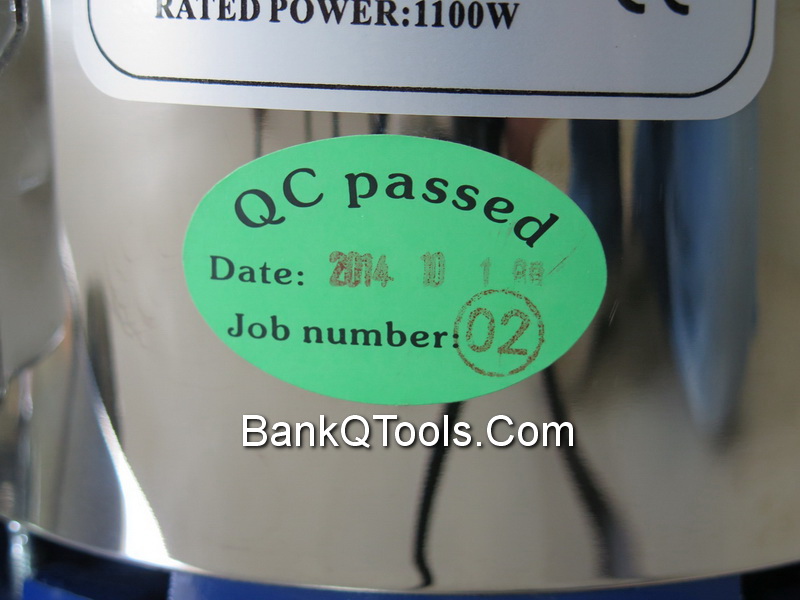 RATED POWER:1100W
QC passed
Date: 2014 10 1
Job number: 02
BankQTools.Com